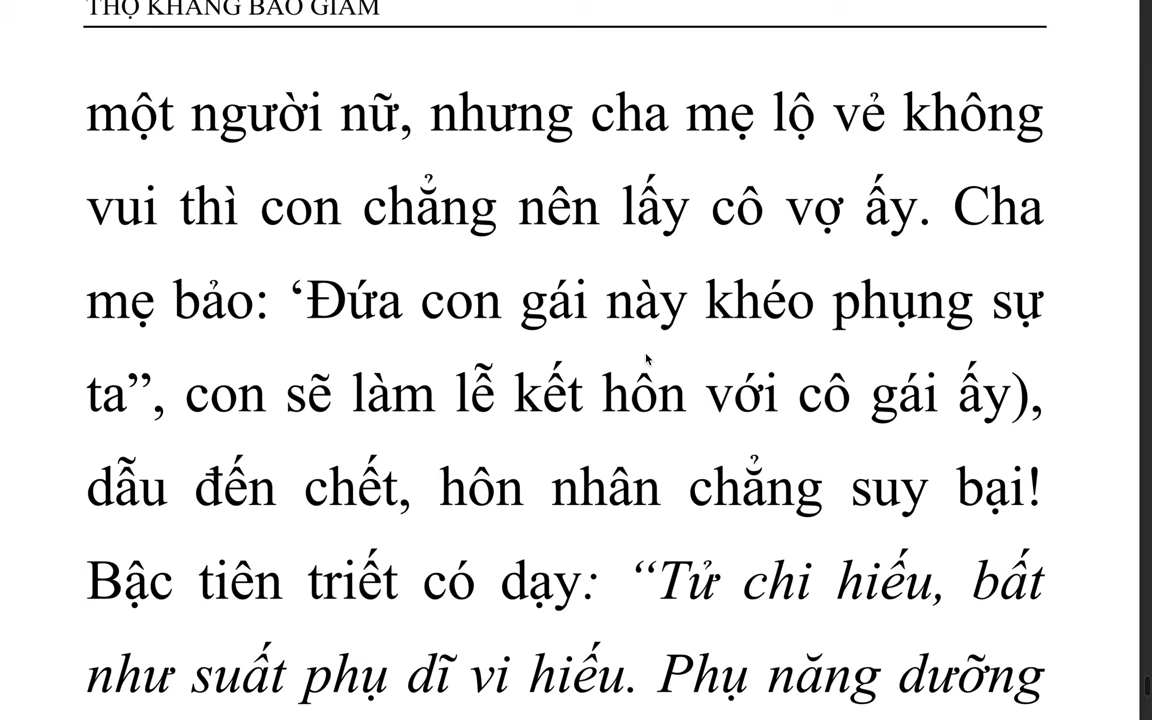 THỌ KHANG BẢO GIÁM
một người nữ, nhưng cha mẹ lộ vẻ không
vui thì con chẳng nên lấy cô vợ ấy. Cha
mẹ bảo: ‘Đứa con gái này khéo phụng sự
ta”, con sẽ làm lễ kết hôn với cô gái ấy),
dẫu đến chết, hôn nhân chẳng suy bại!
Bậc tiên triết có dạy: “Tử chi hiếu, bất
như suất phụ dĩ vi hiếu. Phụ năng dưỡng